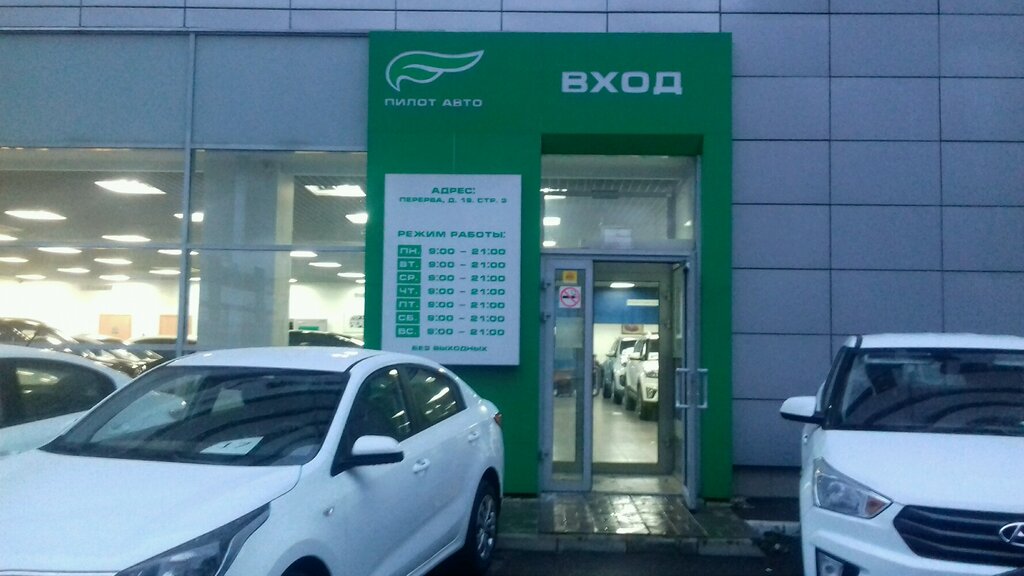 ПИЛОТ АВТО
ВХОД
АДРЕС:
ПЕРЕРВА, Д. 19, СТР. 3
РЕЖИМ РАБОТЫ:
ПН. 9:00 – 21:00
ВТ. 9:00 – 21:00
СР. 9:00 – 21:00
ЧТ. 9:00 – 21:00
ПТ. 9:00 – 21:00
СБ. 9:00 – 21:00
ВС. 9:00 – 21:00
БЕЗ ВЫХОДНЫХ